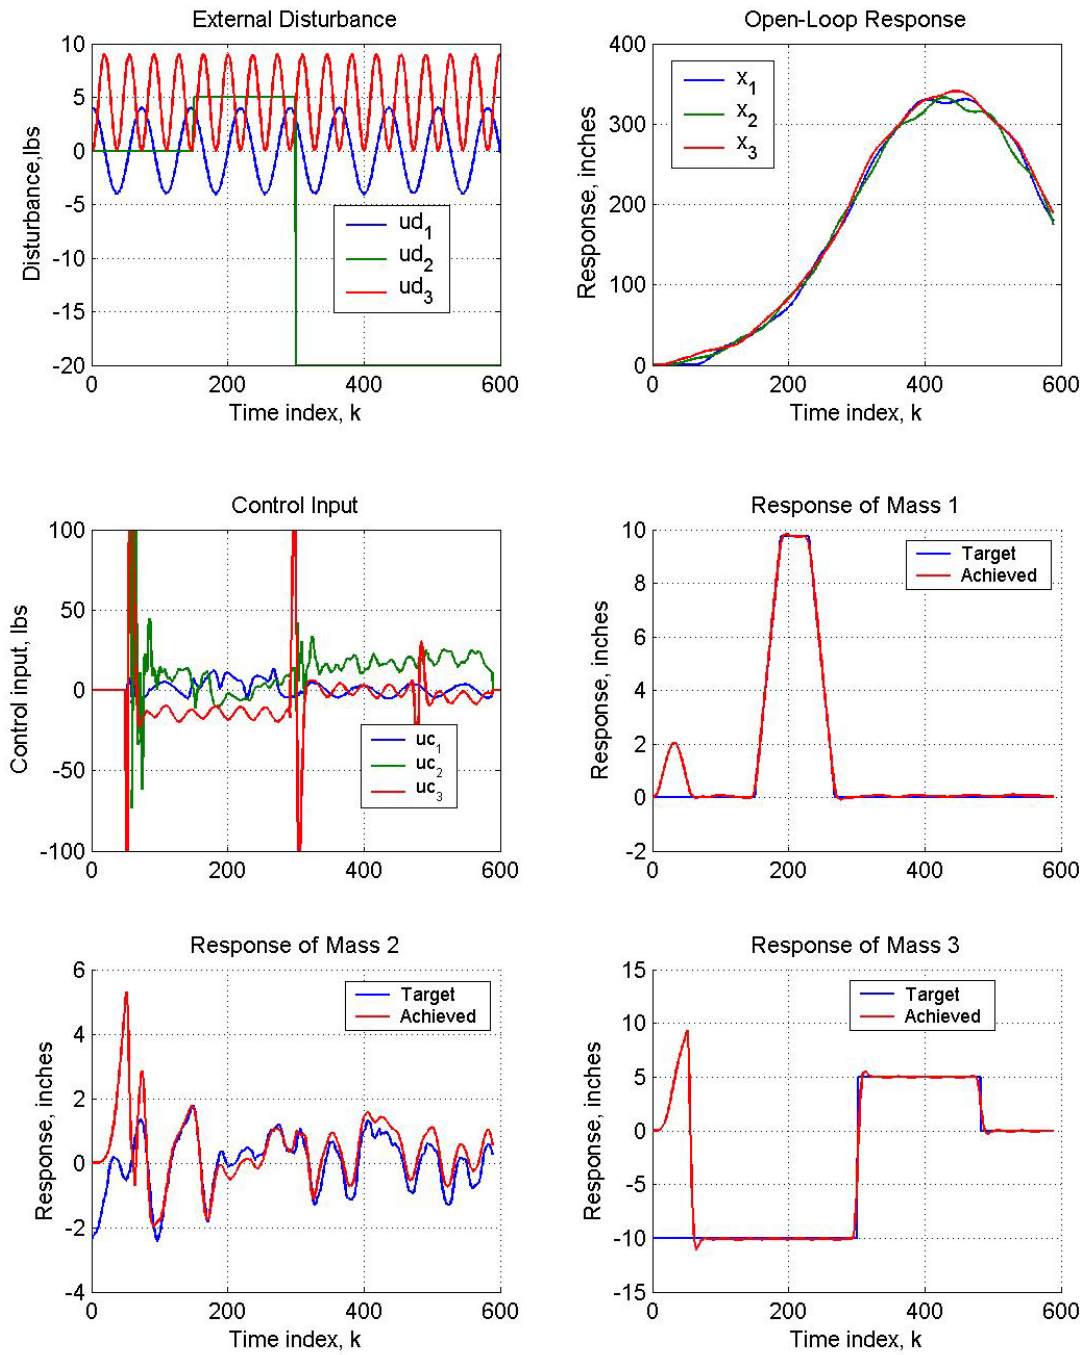 External Disturbance
10
5
0
-5
-10
-15
-20
Disturbance,lbs
ud1
ud2
ud3
0 200 400 600
Time index, k
Open-Loop Response
400
300
200
100
0
Response, inches
x1
x2
x3
0 200 400 600
Time index, k
Control Input
100
50
0
-50
-100
Control input, lbs
uc1
uc2
uc3
0 200 400 600
Response of Mass 1
10
8
6
4
2
0
-2
Response, inches
Target
Achieved
0 200 400 600
Response of Mass 2
6
4
2
0
-2
-4
Response, inches
Target
Achieved
0 200 400 600
Time index, k
Response of Mass 3
15
10
5
0
-5
-10
-15
Response, inches
Target
Achieved
0 200 400 600
Time index, k